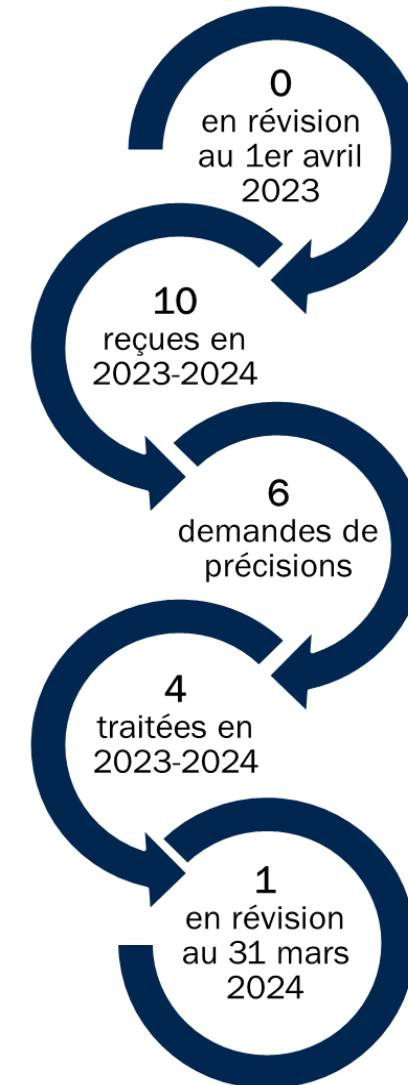 0
en révision
au 1er avril
2023
10
reçues en
2023-2024
6
demandes de
précisions
4
traitées en
2023-2024
1
en révision
au 31 mars
2024